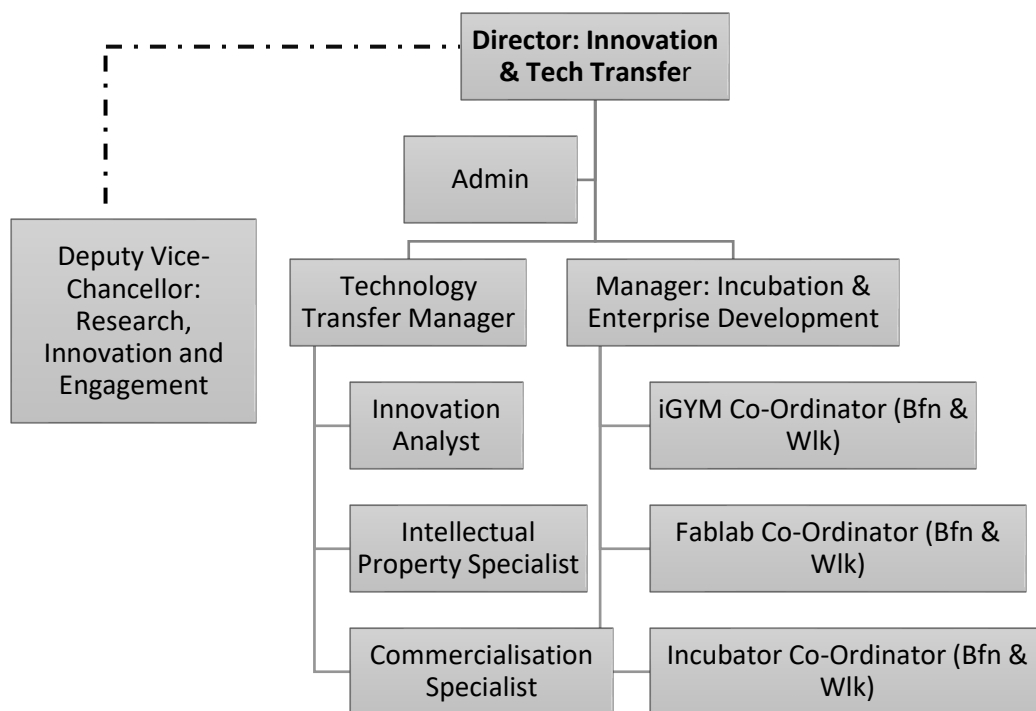 Director: Innovation
& Tech Transfer
Admin
Deputy Vice-
Chancellor:
Research,
Innovation and
Engagement
Technology
Transfer Manager
Manager: Incubation &
Enterprise Development
Innovation
Analyst
iGYM Co-Ordinator (Bfn &
Wlk)
Intellectual
Property Specialist
Fablab Co-Ordinator (Bfn &
Wlk)
Commercialisation
Specialist
Incubator Co-Ordinator (Bfn &
Wlk)